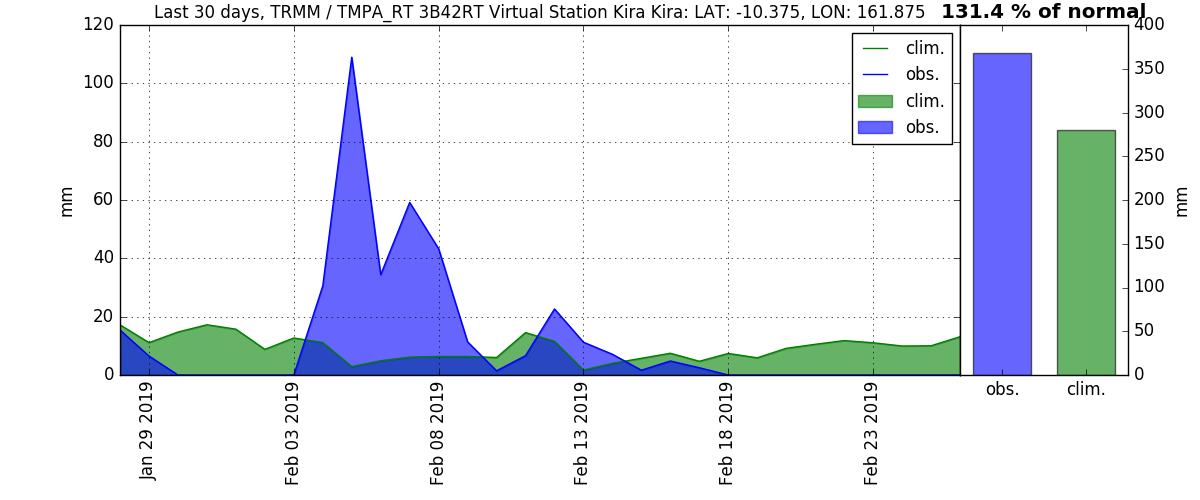 Last 30 days, TRMM / TMPA_RT 3B42RT Virtual Station Kira Kira: LAT: -10.375, LON: 161.875
131.4 % of normal
120
100
80
60
40
20
0
mm
clim.
obs.
clim.
obs.
Jan 29 2019
Feb 03 2019
Feb 08 2019
Feb 13 2019
Feb 18 2019
Feb 23 2019
400
350
300
250
200
150
100
50
0
mm
obs.
clim.